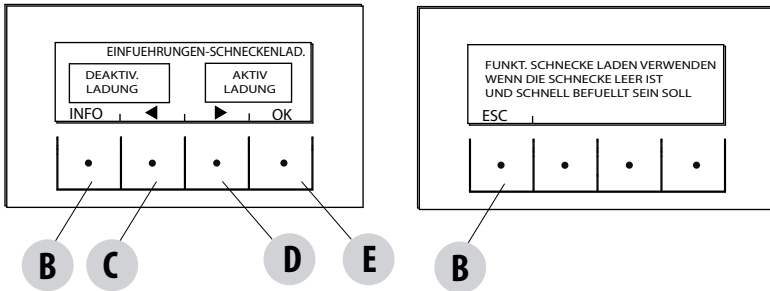 EINFUEHRUNGEN-SCHNECKENLAD.
DEAKTIV.
LADUNG
AKTIV
LADUNG
INFO ◀ ▶ OK
B C D E
FUNKT. SCHNECKE LADEN VERWENDEN
WENN DIE SCHNECKE LEER IST
UND SCHNELL BEFUELLT SEIN SOLL
ESC
B